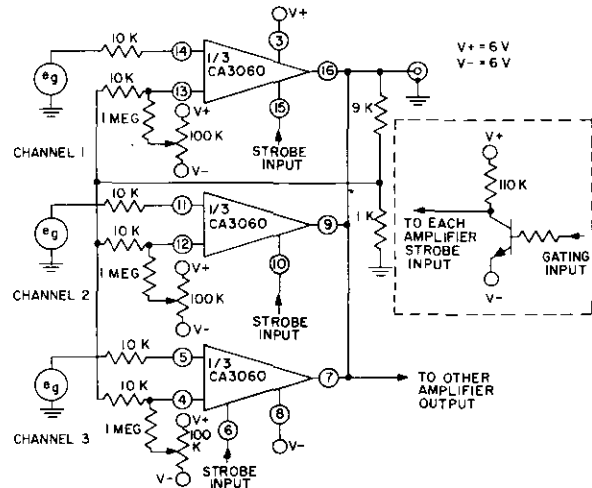 10 K
14
1/3
CA3060
V+
3
16
V+ = 6 V
V- = 6 V
eg
10 K
13
15
9 K
1 MEG
V+
100K
V-
STROBE
INPUT
CHANNEL 1
V+
110K
TO EACH
AMPLIFIER
STROBE
INPUT
GATING
INPUT
V-
10 K
11
1/3
CA3060
9
1 K
eg
10 K
12
10
1 MEG
V+
100K
V-
STROBE
INPUT
CHANNEL 2
10 K
5
1/3
CA3060
7
TO OTHER
AMPLIFIER
OUTPUT
eg
10 K
4
6
8
V-
1 MEG
V+
100
K
V-
STROBE
INPUT
CHANNEL 3